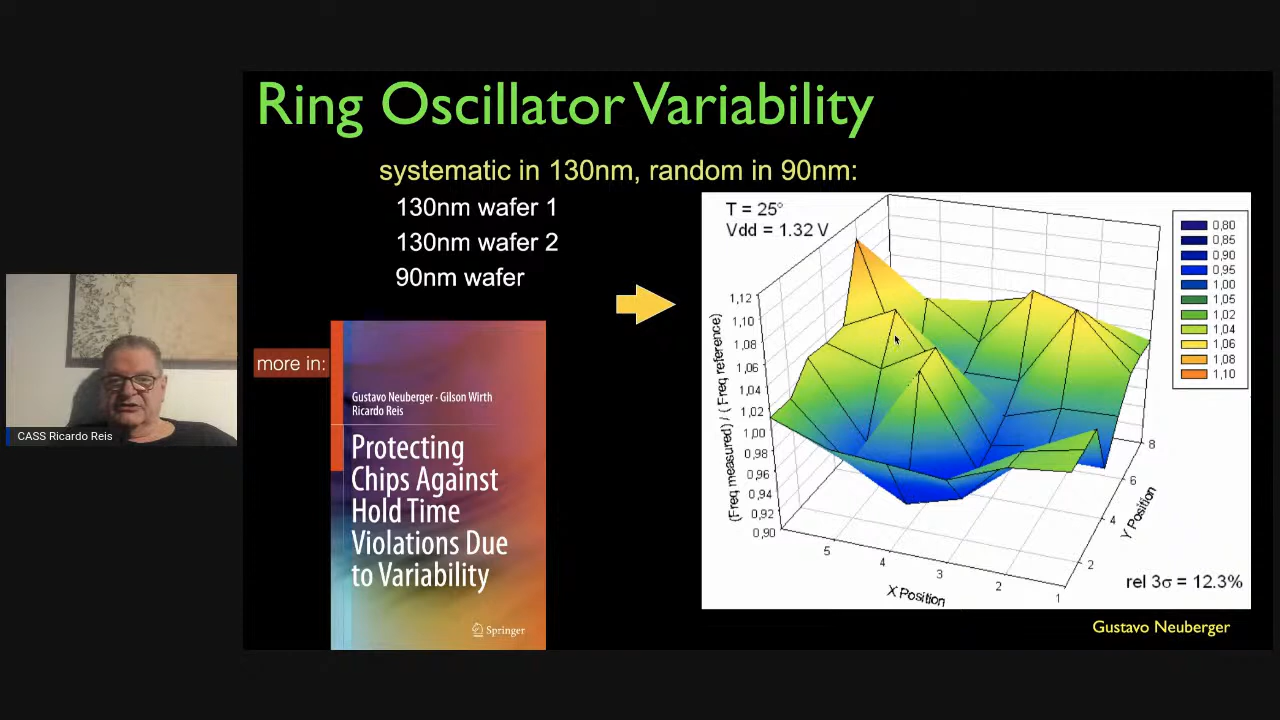 Ring Oscillator Variability
systematic in 130nm, random in 90nm:
130nm wafer 1
130nm wafer 2
90nm wafer
more in:
Gustavo Neuberger · Gilson Wirth
Ricardo Reis
Protecting
Chips Against
Hold Time
Violations Due
to Variability
Springer
CASS Ricardo Reis
T = 25°
Vdd = 1.32 V
(Freq measured) / ( Freq reference)
1,12
1,10
1,08
1,06
1,04
1,02
1,00
0,98
0,96
0,94
0,92
0,90
5
4
3
2
1
X Position
2
4
6
8
Y Position
0,80
0,85
0,90
0,95
1,00
1,05
1,02
1,04
1,06
1,08
1,10
rel 3σ = 12.3%
Gustavo Neuberger